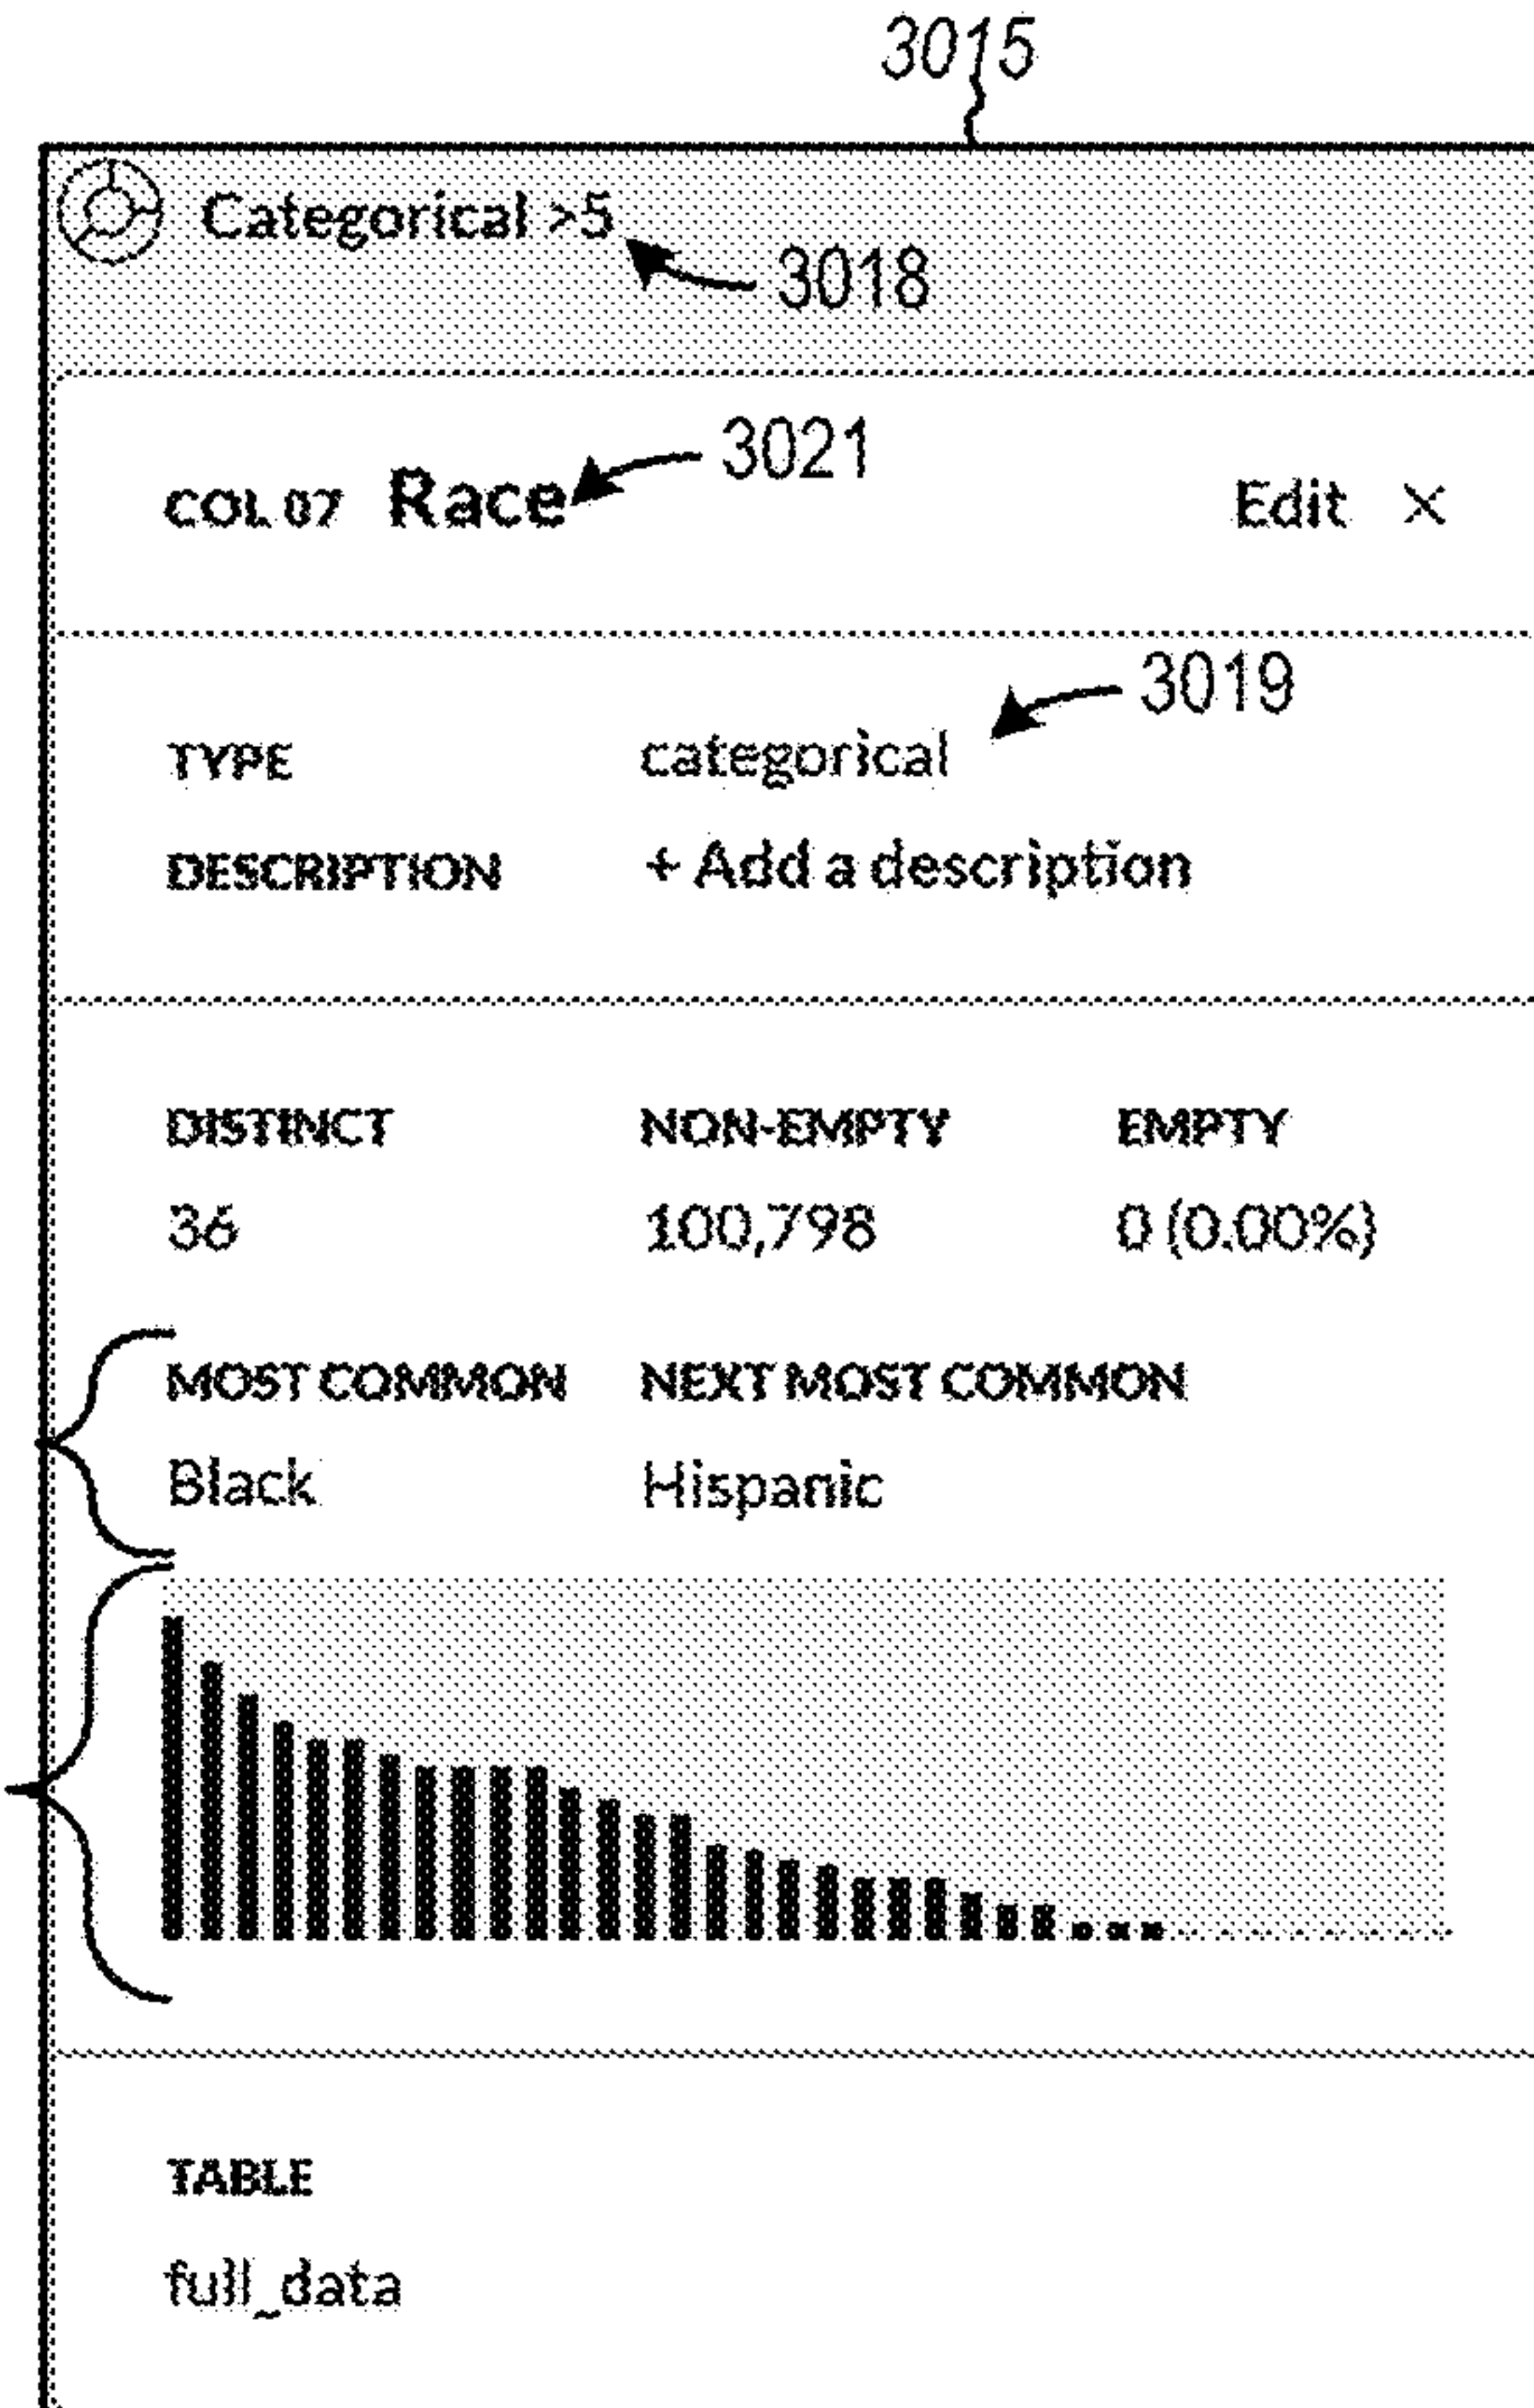 3015
Categorical >5
3018
3021
COL 07 Race Edit ×
3019
TYPE categorical
DESCRIPTION + Add a description
DISTINCT NON-EMPTY EMPTY
36 100,798 0 (0.00%)
MOST COMMON NEXT MOST COMMON
Black Hispanic
TABLE
full_data